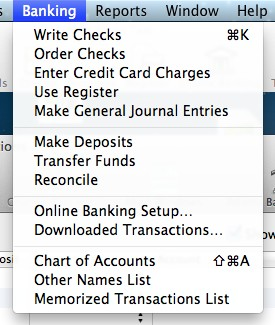 Banking Reports Window Help
Write Checks ⌘K
Order Checks
Enter Credit Card Charges
Use Register
Make General Journal Entries
Make Deposits
Transfer Funds
Reconcile
Online Banking Setup...
Downloaded Transactions...
Chart of Accounts ⇧⌘A
Other Names List
Memorized Transactions List